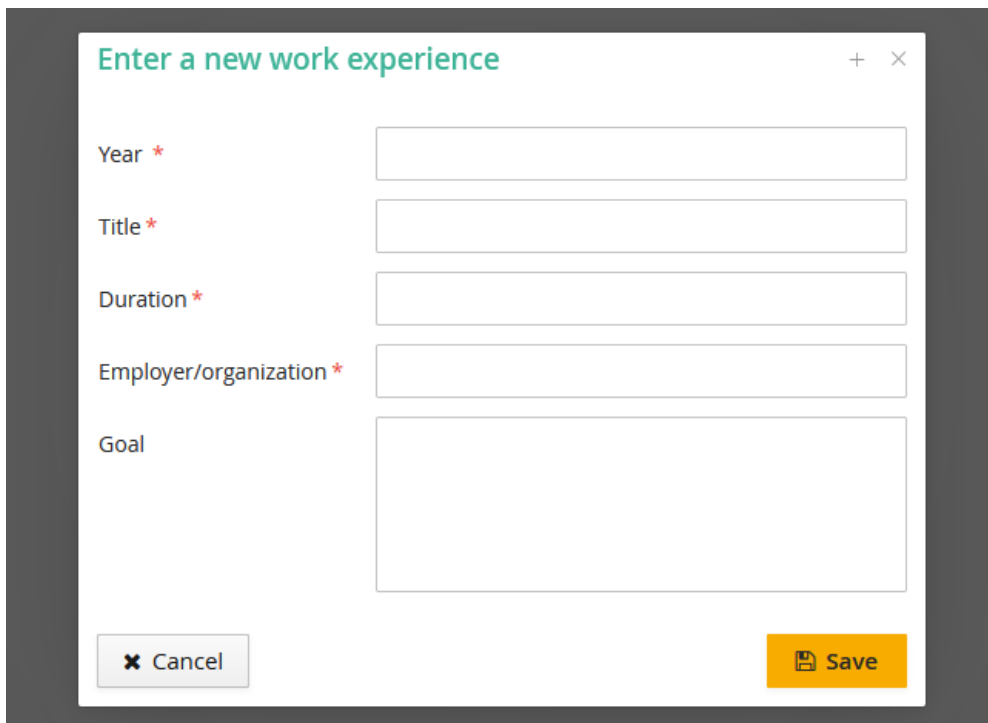 Enter a new work experience
Year *
Title *
Duration *
Employer/organization *
Goal
Cancel
Save